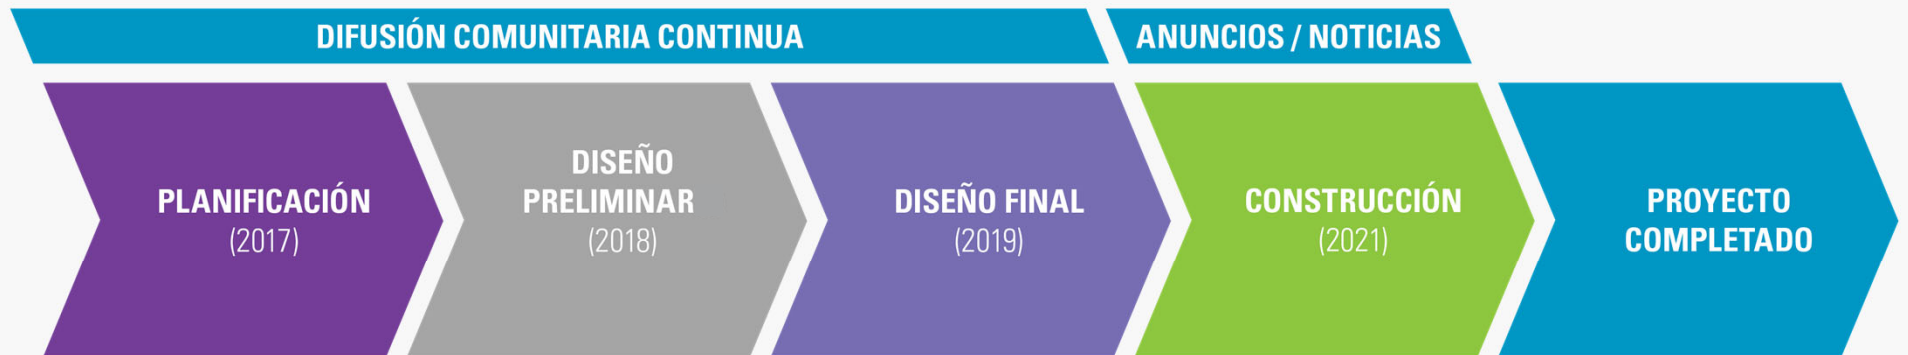 DIFUSIÓN COMUNITARIA CONTINUA
ANUNCIOS / NOTICIAS
PLANIFICACIÓN
(2017)
DISEÑO
PRELIMINAR
(2018)
DISEÑO FINAL
(2019)
CONSTRUCCIÓN
(2021)
PROYECTO
COMPLETADO